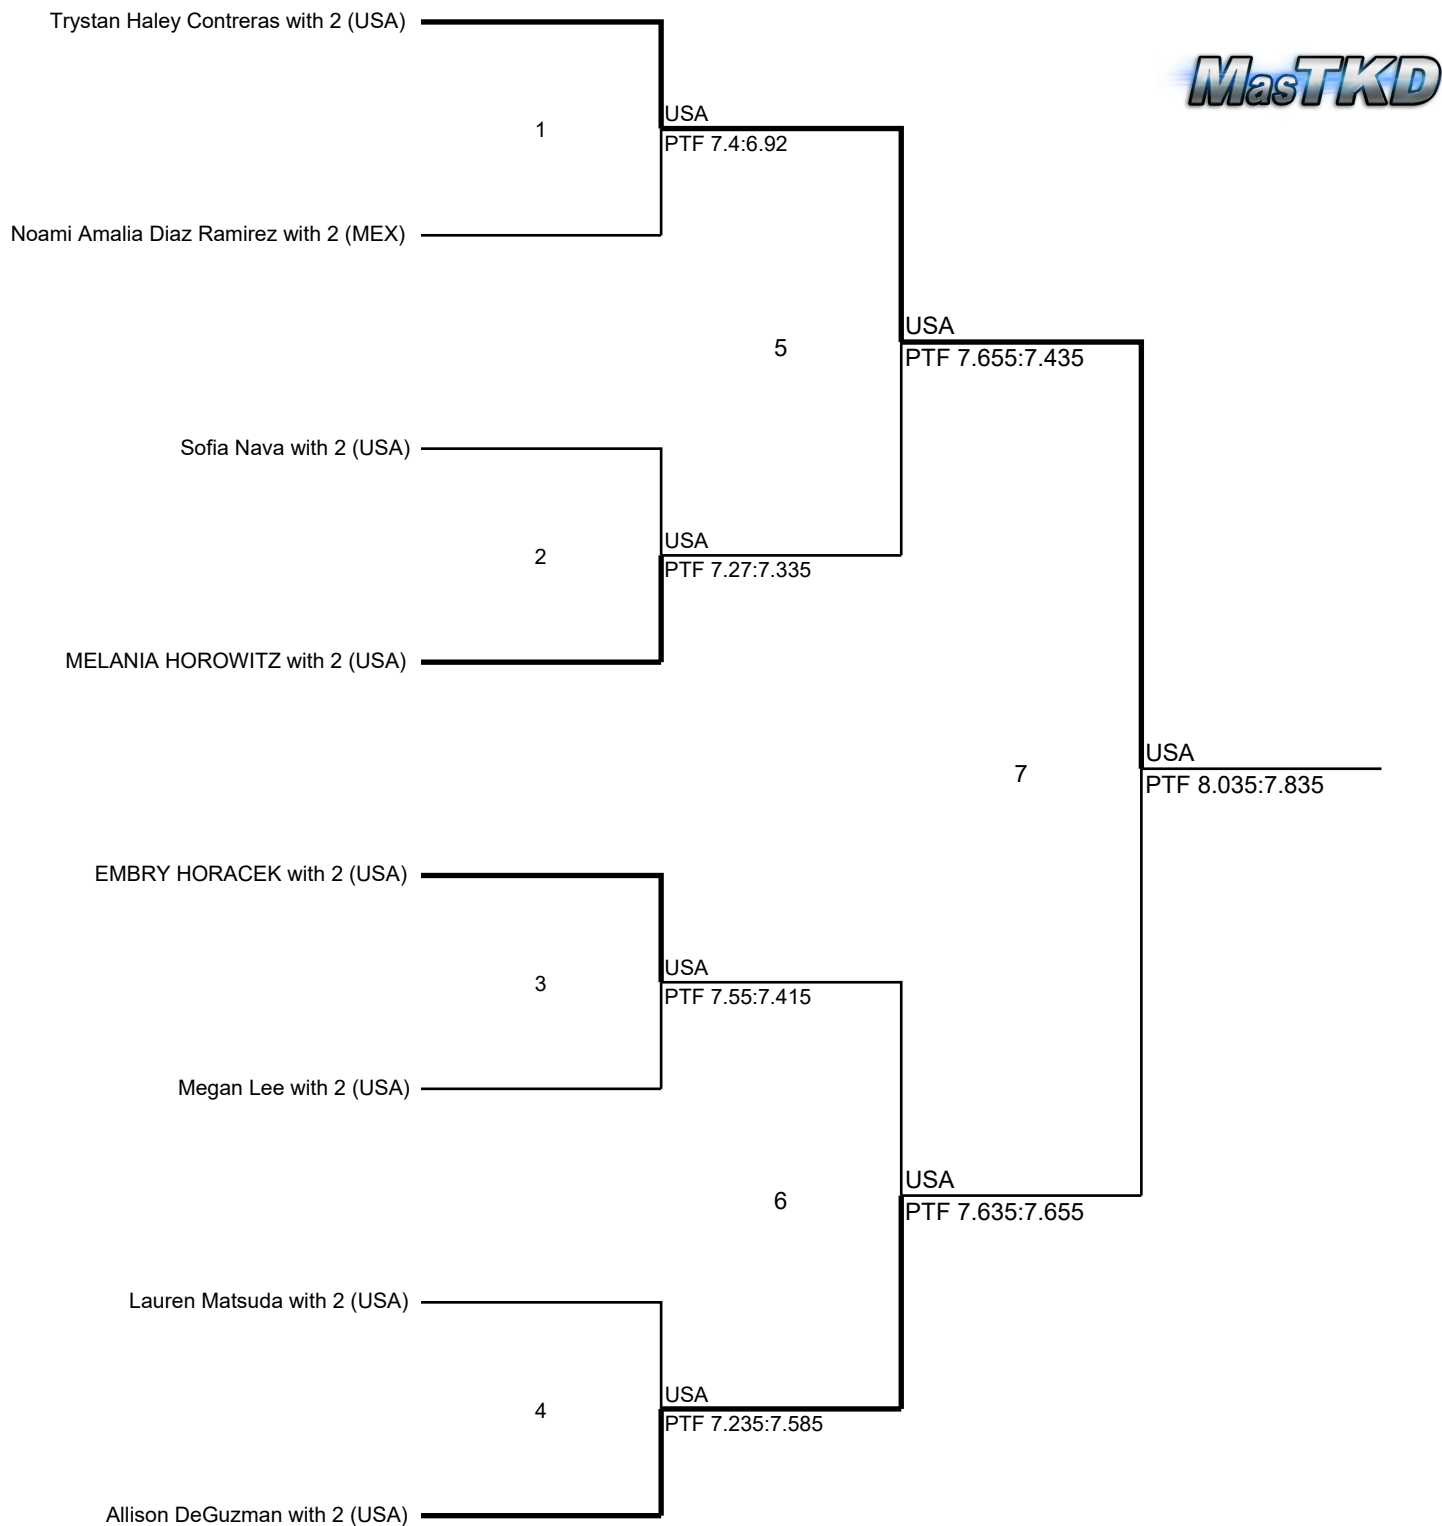 Trystan Haley Contreras with 2 (USA)
MasTKD
USA
1
PTF 7.4:6.92
Noami Amalia Diaz Ramirez with 2 (MEX)
USA
5
PTF 7.655:7.435
Sofia Nava with 2 (USA)
USA
2
PTF 7.27:7.335
MELANIA HOROWITZ with 2 (USA)
USA
7
PTF 8.035:7.835
EMBRY HORACEK with 2 (USA)
USA
3
PTF 7.55:7.415
Megan Lee with 2 (USA)
USA
6
PTF 7.635:7.655
Lauren Matsuda with 2 (USA)
USA
4
PTF 7.235:7.585
Allison DeGuzman with 2 (USA)